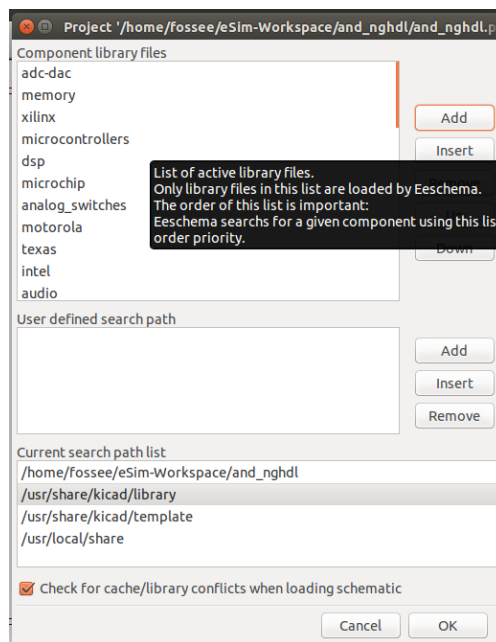 Project '/home/fossee/eSim-Workspace/and_nghdl/and_nghdl.p
Component library files
adc-dac
memory
xilinx
microcontrollers
dsp
microchip
analog_switches
motorola
texas
intel
audio
Add
Insert
List of active library files.
Only library files in this list are loaded by Eeschema.
The order of this list is important:
Eeschema searchs for a given component using this lis
order priority.
Down
User defined search path
Add
Insert
Remove
Current search path list
/home/fossee/eSim-Workspace/and_nghdl
/usr/share/kicad/library
/usr/share/kicad/template
/usr/local/share
Check for cache/library conflicts when loading schematic
Cancel
OK